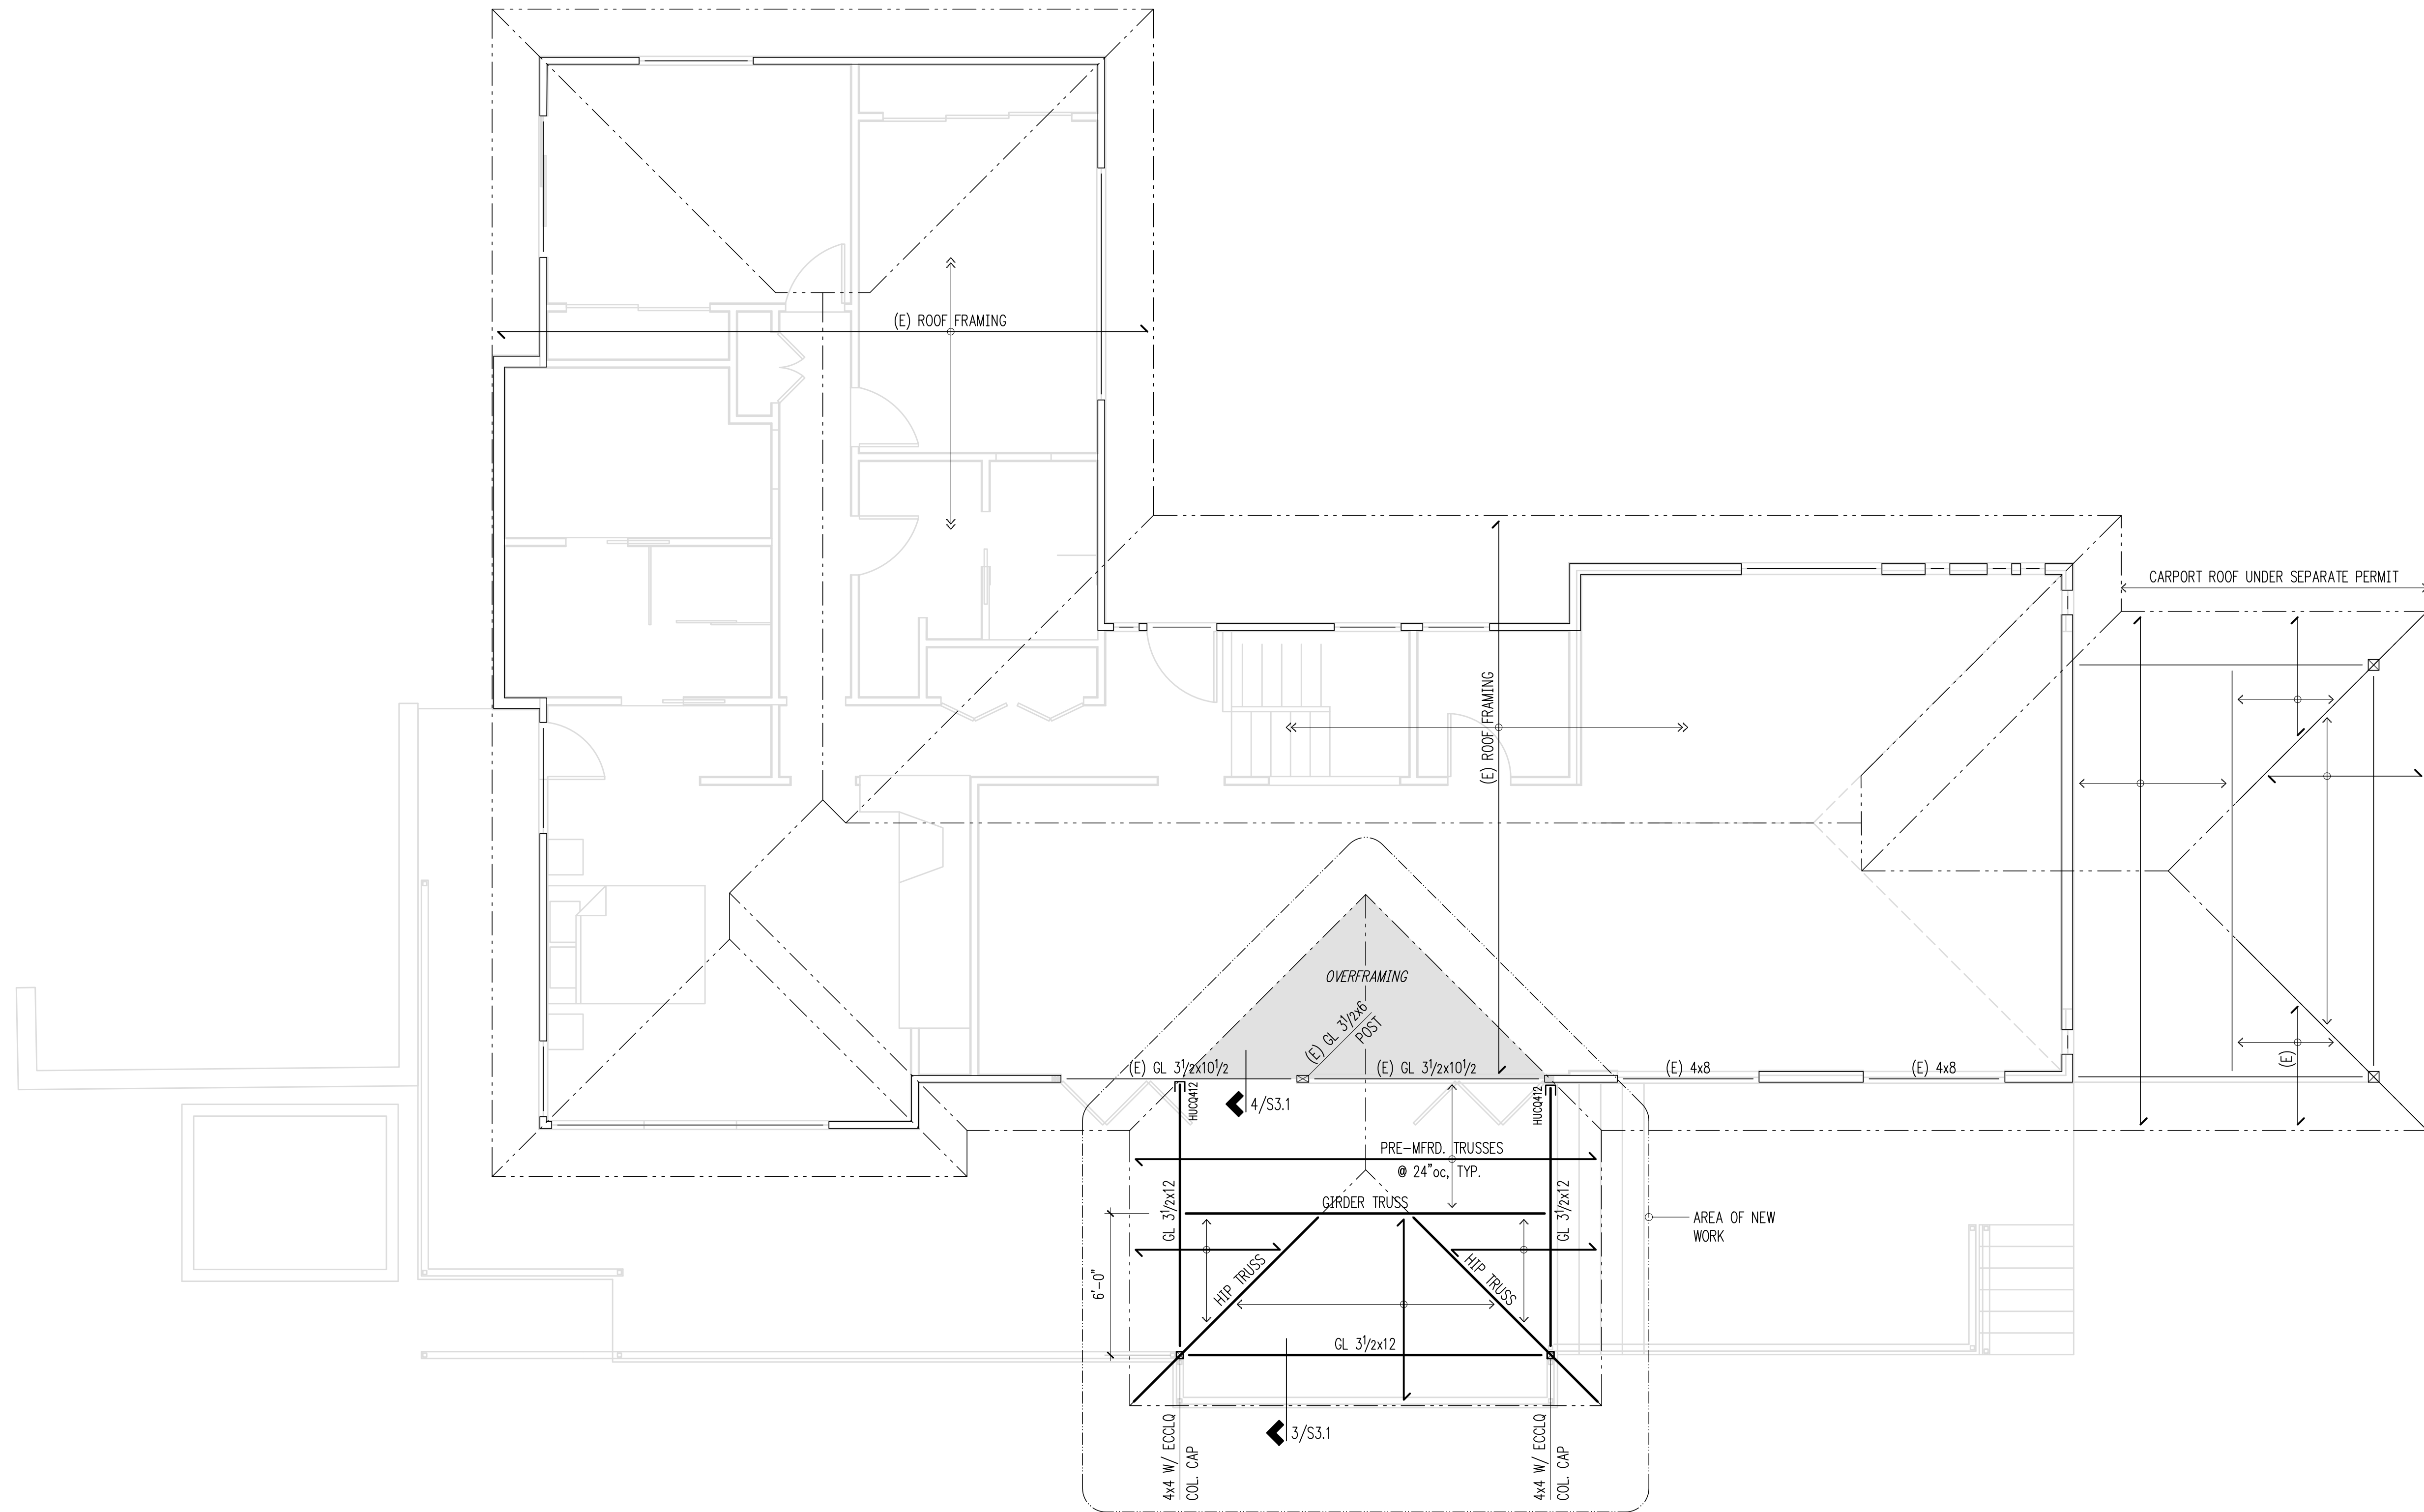 (E) ROOF FRAMING
CARPORT ROOF UNDER SEPARATE PERMIT
(E) ROOF FRAMING
OVERFRAMING
(E) GL 3½x6
POST
(E) GL 3½x10½
(E) GL 3½x10½
(E) 4x8
(E) 4x8
(E)
HUCQ412
HUCQ412
4/S3.1
PRE-MFRD. TRUSSES
@ 24"oc, TYP.
GIRDER TRUSS
GL 3½x12
GL 3½x12
AREA OF NEW
WORK
HIP TRUSS
HIP TRUSS
6'-0"
GL 3½x12
3/S3.1
4x4 W/ ECCLQ
COL. CAP
4x4 W/ ECCLQ
COL. CAP